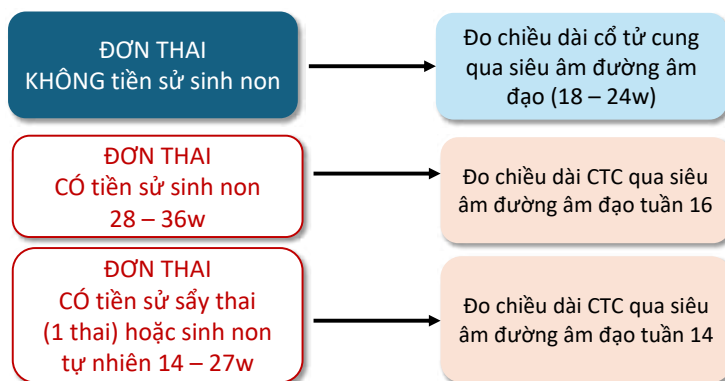 ĐƠN THAI
KHÔNG tiền sử sinh non
Đo chiều dài cổ tử cung
qua siêu âm đường âm
đạo (18 – 24w)
ĐƠN THAI
CÓ tiền sử sinh non
28 – 36w
Đo chiều dài CTC qua siêu
âm đường âm đạo tuần 16
ĐƠN THAI
CÓ tiền sử sẩy thai
(1 thai) hoặc sinh non
tự nhiên 14 – 27w
Đo chiều dài CTC qua siêu
âm đường âm đạo tuần 14